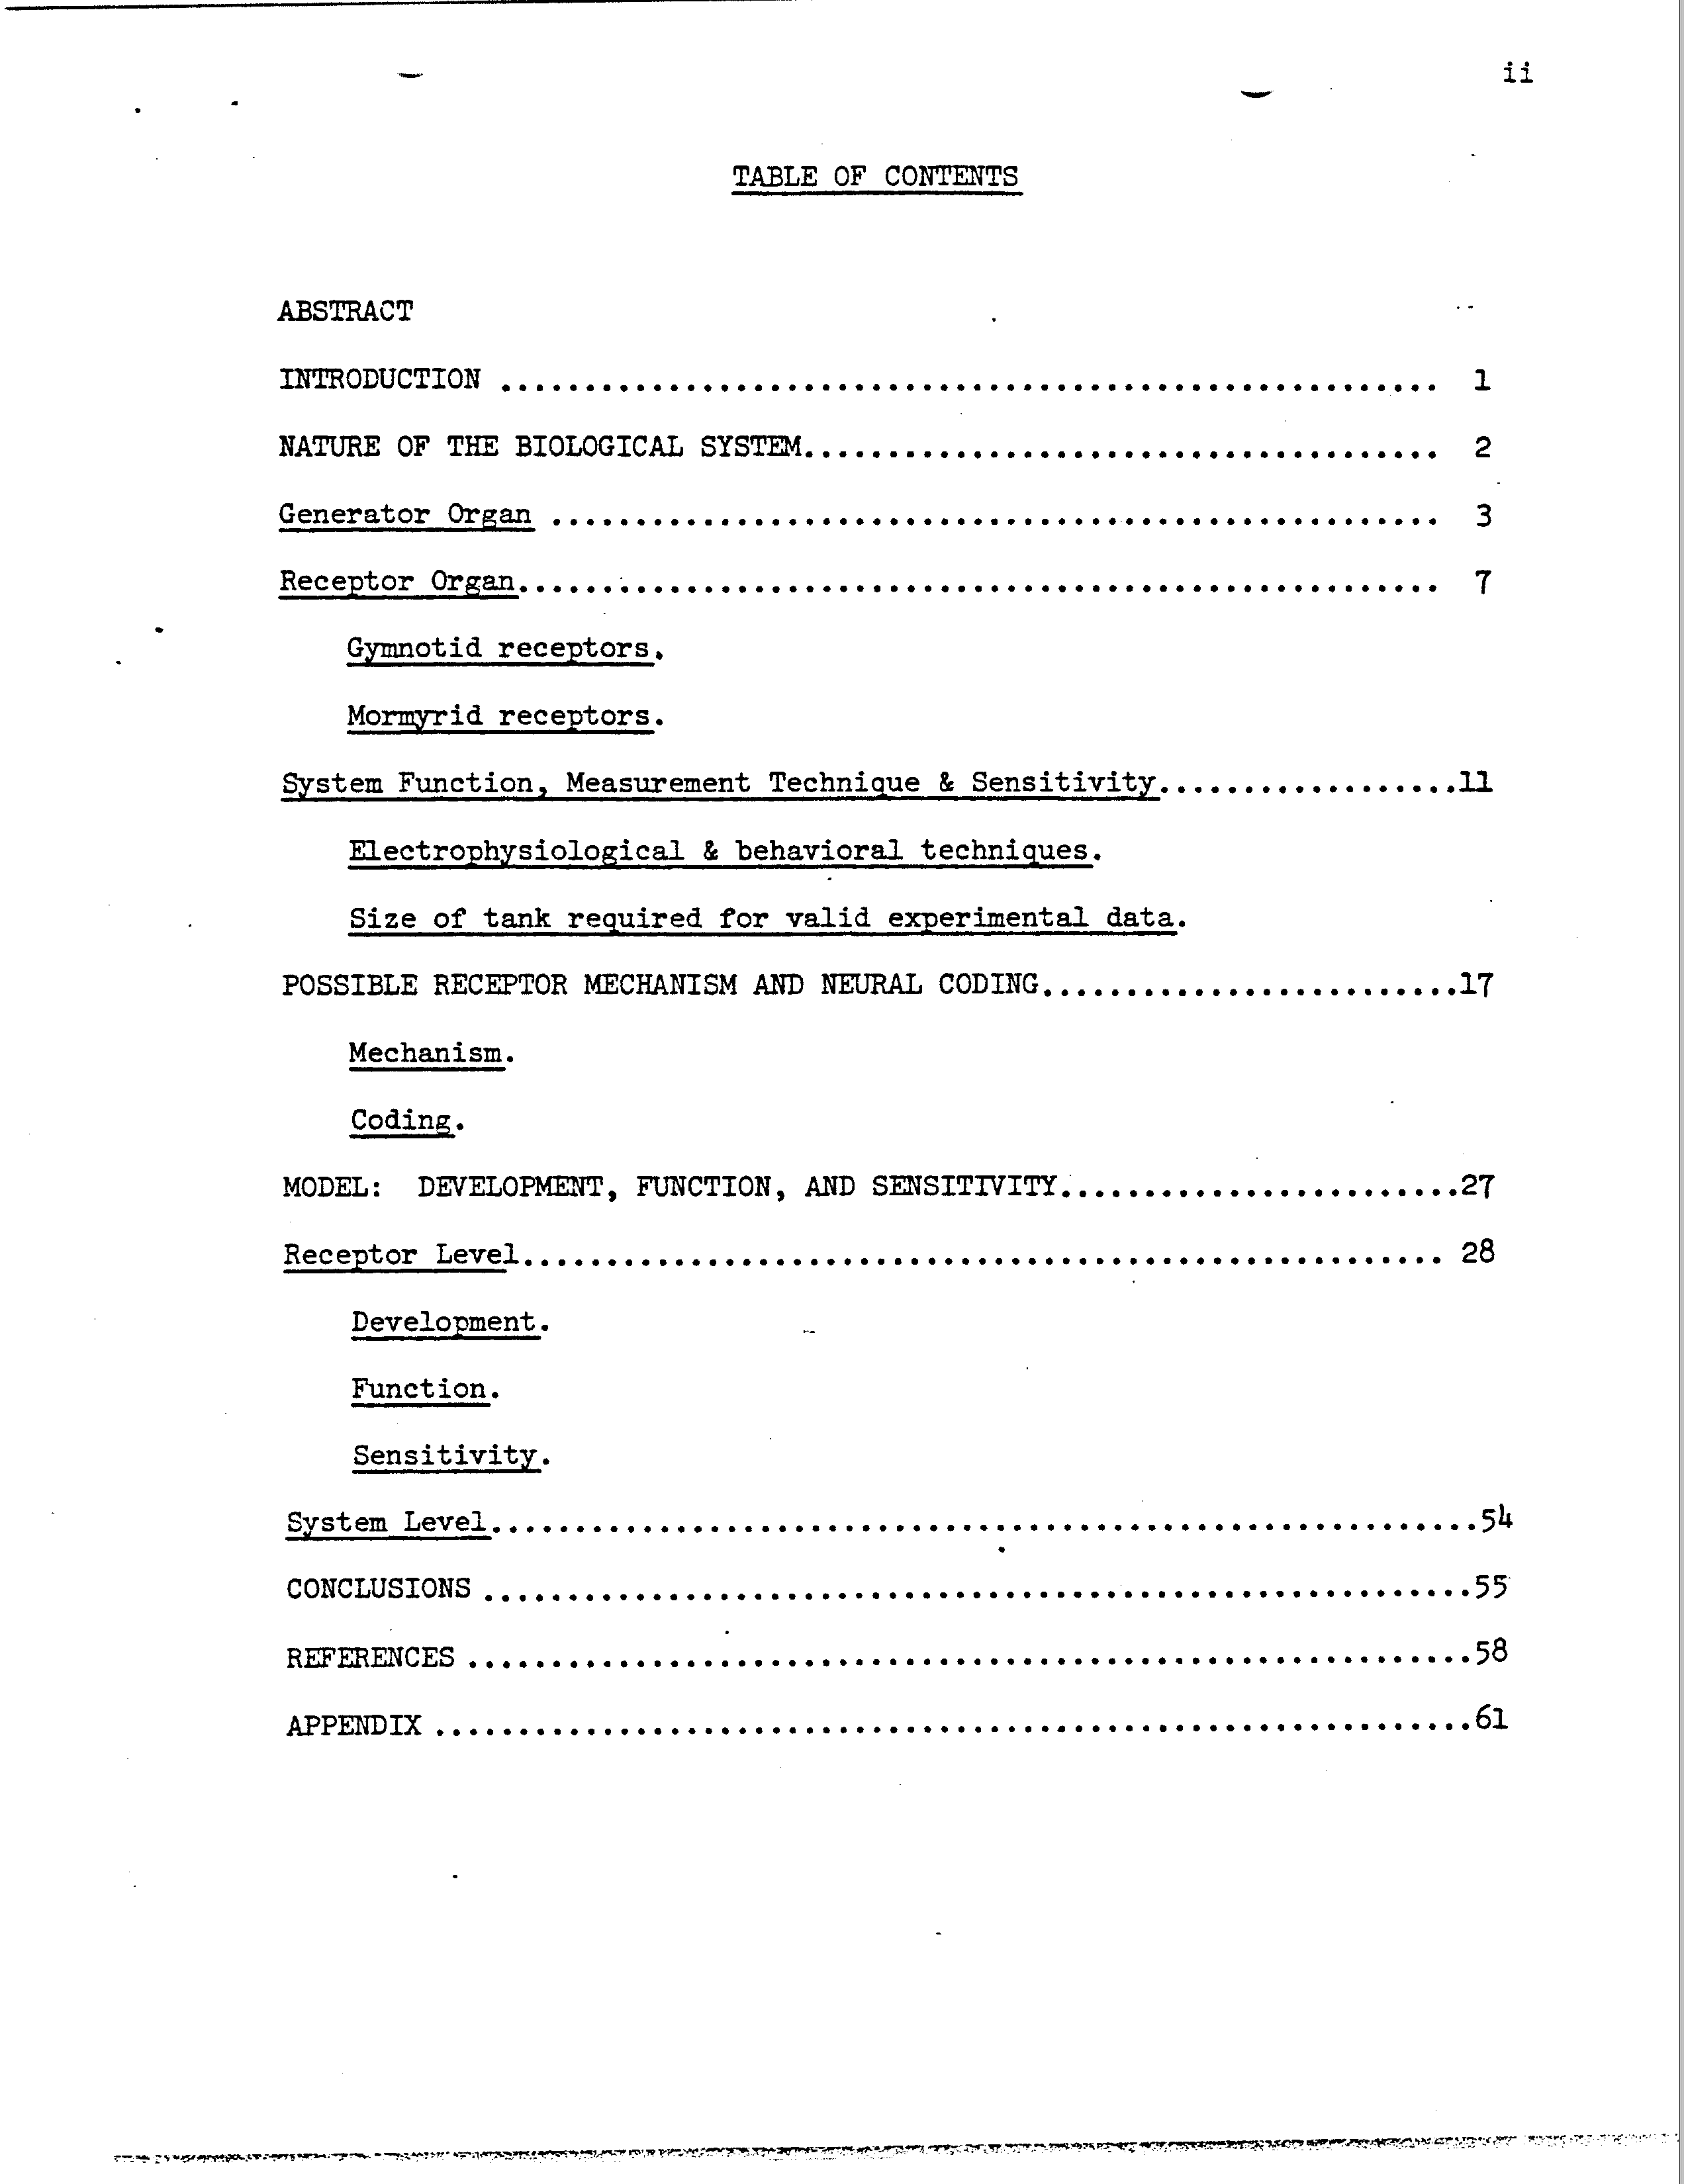 ii
TABLE OF CONTENTS
ABSTRACT
INTRODUCTION ........................................................ 1
NATURE OF THE BIOLOGICAL SYSTEM...................................... 2
Generator Organ ..................................................... 3
Receptor Organ....................................................... 7
Gymnotid receptors.
Mormyrid receptors.
System Function, Measurement Technique & Sensitivity..................11
Electrophysiological & behavioral techniques.
Size of tank required for valid experimental data.
POSSIBLE RECEPTOR MECHANISM AND NEURAL CODING.........................17
Mechanism.
Coding.
MODEL: DEVELOPMENT, FUNCTION, AND SENSITIVITY........................27
Receptor Level....................................................... 28
Development.
Function.
Sensitivity.
System Level...........................................................54
CONCLUSIONS ...........................................................55
REFERENCES ............................................................58
APPENDIX ..............................................................61